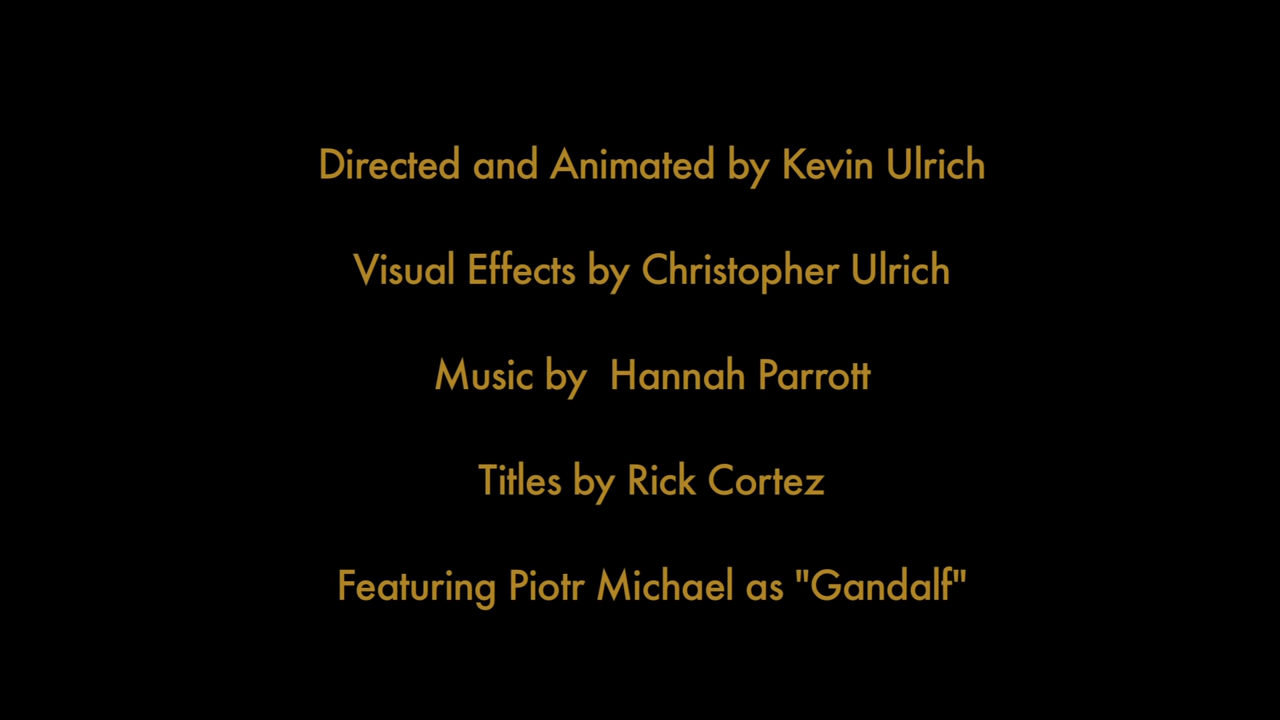 Directed and Animated by Kevin Ulrich
Visual Effects by Christopher Ulrich
Music by  Hannah Parrott
Titles by Rick Cortez
Featuring Piotr Michael as "Gandalf"